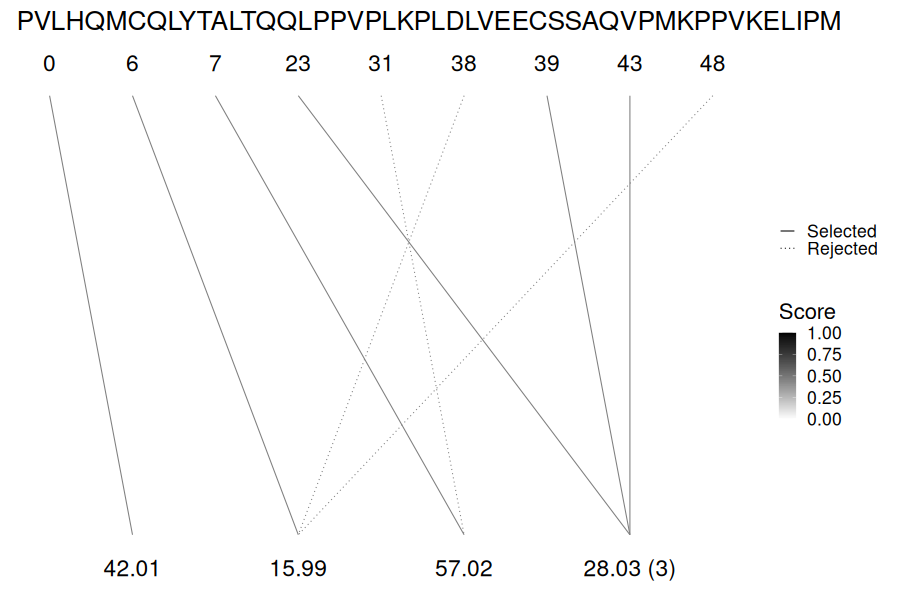 PVLHQMCQLYTALTQQLPPVPLKPLDLVEECSSAQVPMKPPVKELIPM
0 6 7 23 31 38 39 43 48
Selected
Rejected
Score
1.00
0.75
0.50
0.25
0.00
42.01 15.99 57.02 28.03 (3)